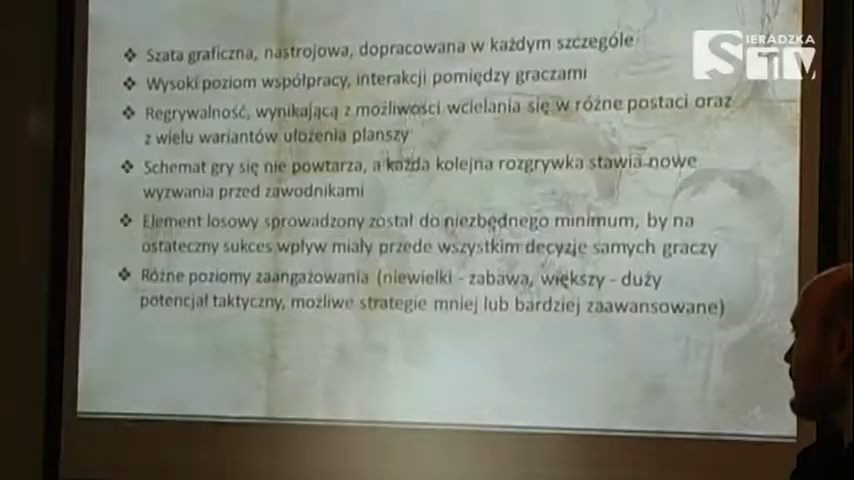 SIERADZKA
STV
❖ Szata graficzna, nastrojowa, dopracowana w każdym szczególe
❖ Wysoki poziom współpracy, interakcji pomiędzy graczami
❖ Regrywalność, wynikającą z możliwości wcielania się w różne postaci oraz
z wielu wariantów ułożenia planszy
❖ Schemat gry się nie powtarza, a każda kolejna rozgrywka stawia nowe
wyzwania przed zawodnikami
❖ Element losowy sprowadzony został do niezbędnego minimum, by na
ostateczny sukces wpływ miały przede wszystkim decyzje samych graczy
❖ Różne poziomy zaangażowania (niewielki - zabawa, większy - duży
potencjał taktyczny, możliwe strategie mniej lub bardziej zaawansowane)